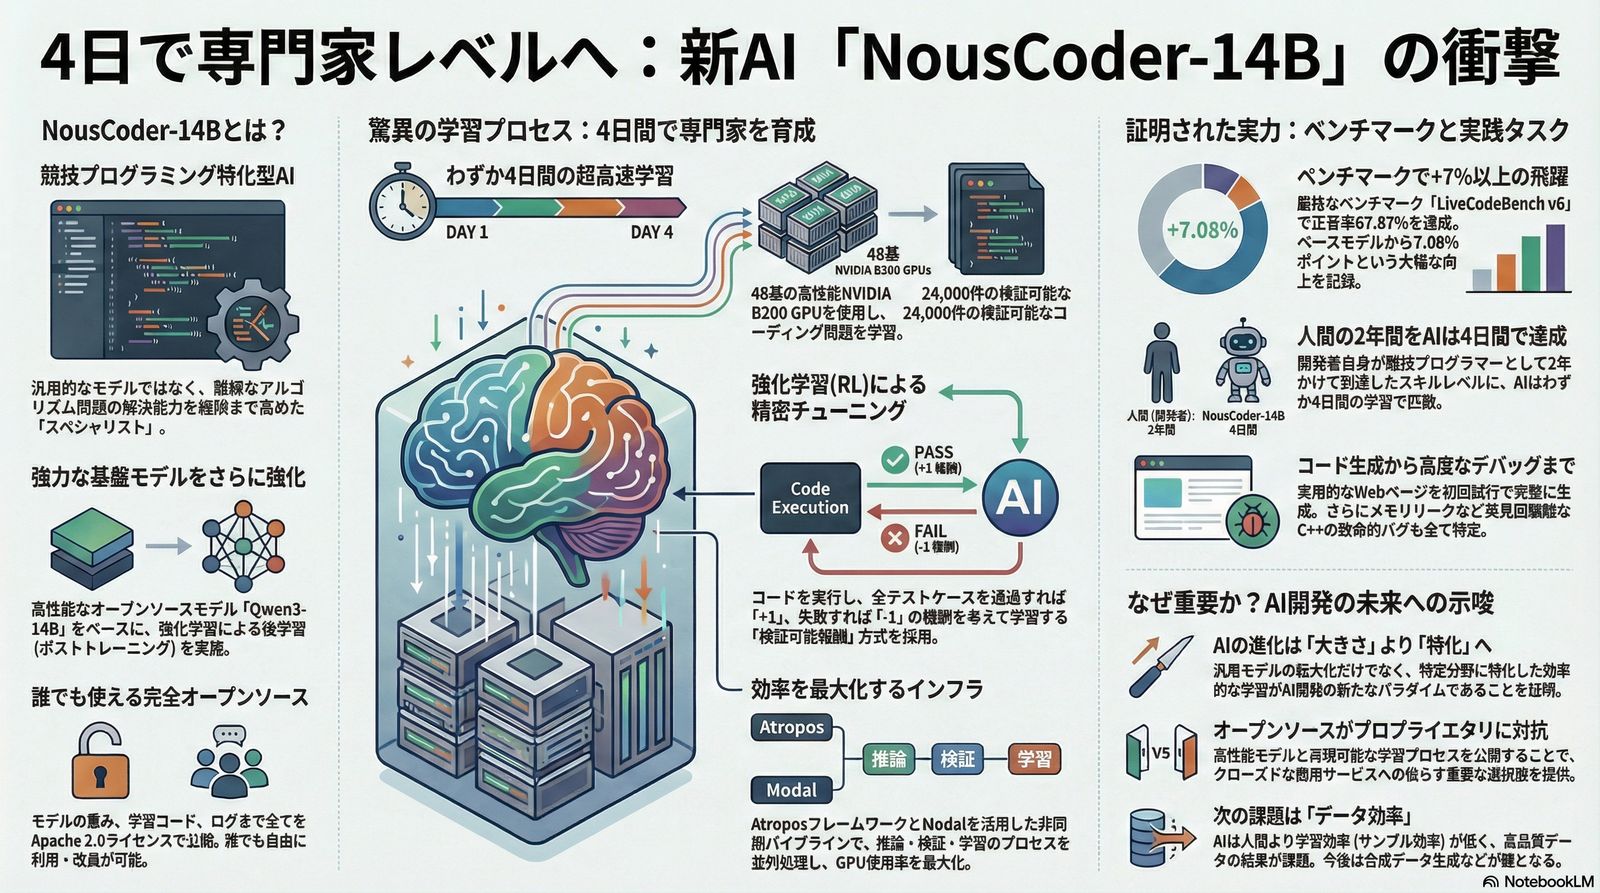 4日で専門家レベルへ：新AI「NousCoder-14B」の衝撃
NousCoder-14Bとは？
競技プログラミング特化型AI
汎用的なモデルではなく、難線なアルゴ
リズム問題の解決能力を経険まで高めた
「スペシャリスト」。
強力な基盤モデルをさらに強化
高性能なオープンソースモデル「Qwen3-
14B」をベースに、強化学習による後学習
(ポストトレーニング) を実施。
誰でも使える完全オープンソース
モデルの重み、学習コード、ログまで全てを
Apache 2.0ライセンスで 誰でも自由に
利用・改員が可能。
驚異の学習プロセス：4日間で専門家を育成
わずか4日間の超高速学習
DAY 1
DAY 4
48基
NVIDIA B300 GPUs
48基の高性能NVIDIA
B200 GPUを使用し、
24,000件の検証可能な
24,000件の検証可能なコ
ーディング問題を学習。
強化学習(RL)による
精密チューニング
Code
Execution
PASS
(+1
FAIL
(-1
AI
コードを実行し、全テストケースを通過すれば
「+1」、失敗すれば「-1」の を考えて学習する
「検証可能報酬」方式を採用。
効率を最大化するインフラ
Atropos
Modal
推論
検証
学習
AtroposフレームワークとNodalを活用した非同
期パイプラインで、推論・検証・学習のプロセスを
並列処理し、GPU使用率を最大化。
証明された実力：ベンチマークと実践タスク
+7.08%
ペンチマークで+7%以上の飛躍
厳技なベンチマーク「LiveCodeBench v6」
で正音率67.87%を達成。
ベースモデルから7.08%
ポイントという大幅な向
上を記録。
人間 (開発者):
2年間
NousCoder-14B
4日間
人間の2年間をAIは4日間で達成
開発着自身が競技プログラマーとして2年
かけて到達したスキルレベルに、AIはわず
か4日間の学習で匹敵。
コード生成から高度なデバッグまで
実用的なWebページを初回試行で完整に生
成。さらにメモリリークなど英見回 な
C++の致命的バグも全て特定。
なぜ重要か？AI開発の未来への示唆
AIの進化は「大きさ」より「特化」へ
汎用モデルの転大化だけでなく、特定分野に特化した効率
的な学習がAI開発の新たなパラダイムであることを証明。
V5
オープンソースがプロプライエタリに対抗
高性能モデルと再現可能な学習プロセスを公開することで、
クローズドな商用サービスへの らす重要な選択肢を提供。
次の課題は「データ効率」
AIは人間より学習効率 (サンプル効率) が低く、高品質デー
タの結果が課題。今後は合成データ生成などが鍵となる。
NotebookLM